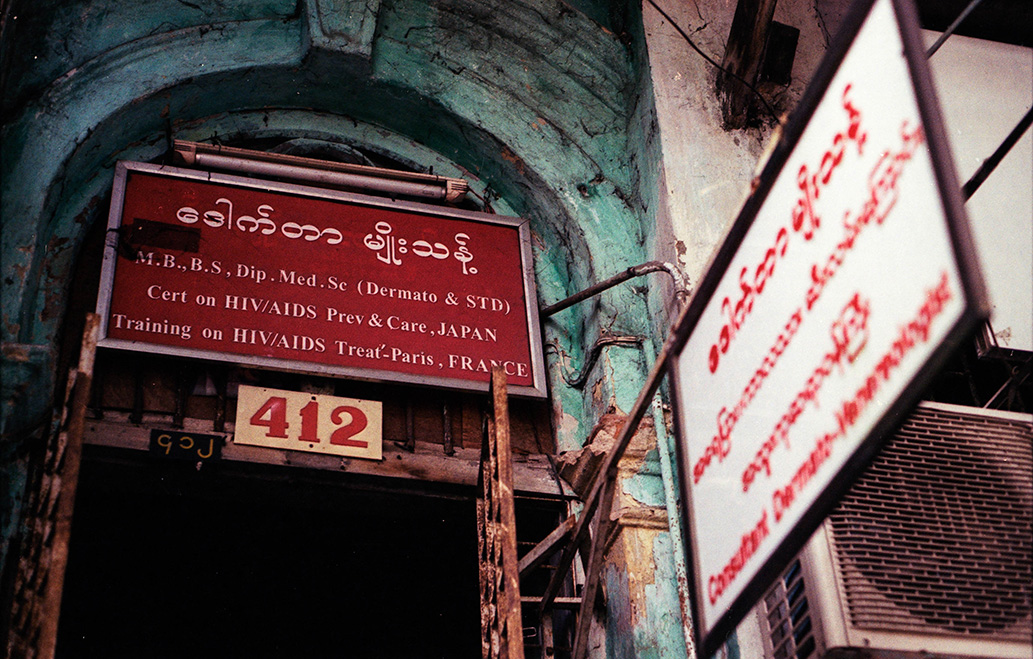 ဒေါက်တာ မျိုးသန့်
M.B.,B.S, Dip. Med.Sc (Dermato & STD)
Cert on HIV/AIDS Prev & Care, JAPAN
Training on HIV/AIDS Treat'-Paris, FRANCE
412
၄၁၂
ဒေါက်တာ မျိုးသန့်
Consultant Dermato-Venerologist